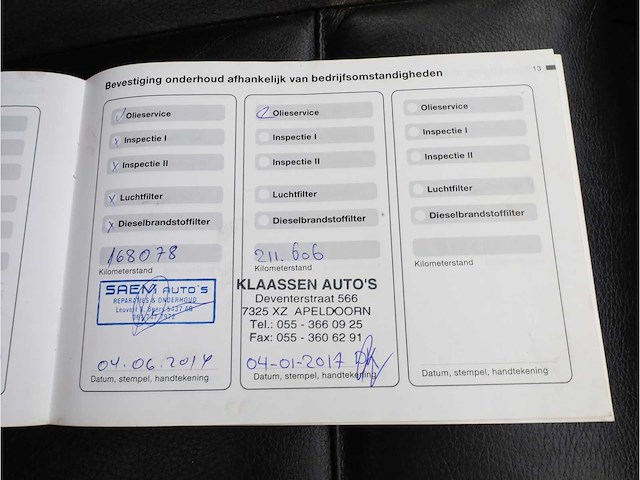 13
Bevestiging onderhoud afhankelijk van bedrijfsomstandigheden
Olieservice
Inspectie I
Inspectie II
Luchtfilter
Dieselbrandstoffilter
168078
Kilometerstand
SAEMI AUTO'S
REPARATIES & ONDERHOUD
04.06.2014
Datum, stempel, handtekening
Olieservice
Inspectie I
Inspectie II
Luchtfilter
Dieselbrandstoffilter
211.606
Kilometerstand
KLAASSEN AUTO'S
Deventerstraat 566
7325 XZ APELDOORN
Tel.: 055 - 366 09 25
Fax: 055 - 360 62 91
04-01-2017
Datum, stempel, handtekening
Olieservice
Inspectie I
Inspectie II
Luchtfilter
Dieselbrandstoffilter
Kilometerstand
Datum, stempel, handtekening